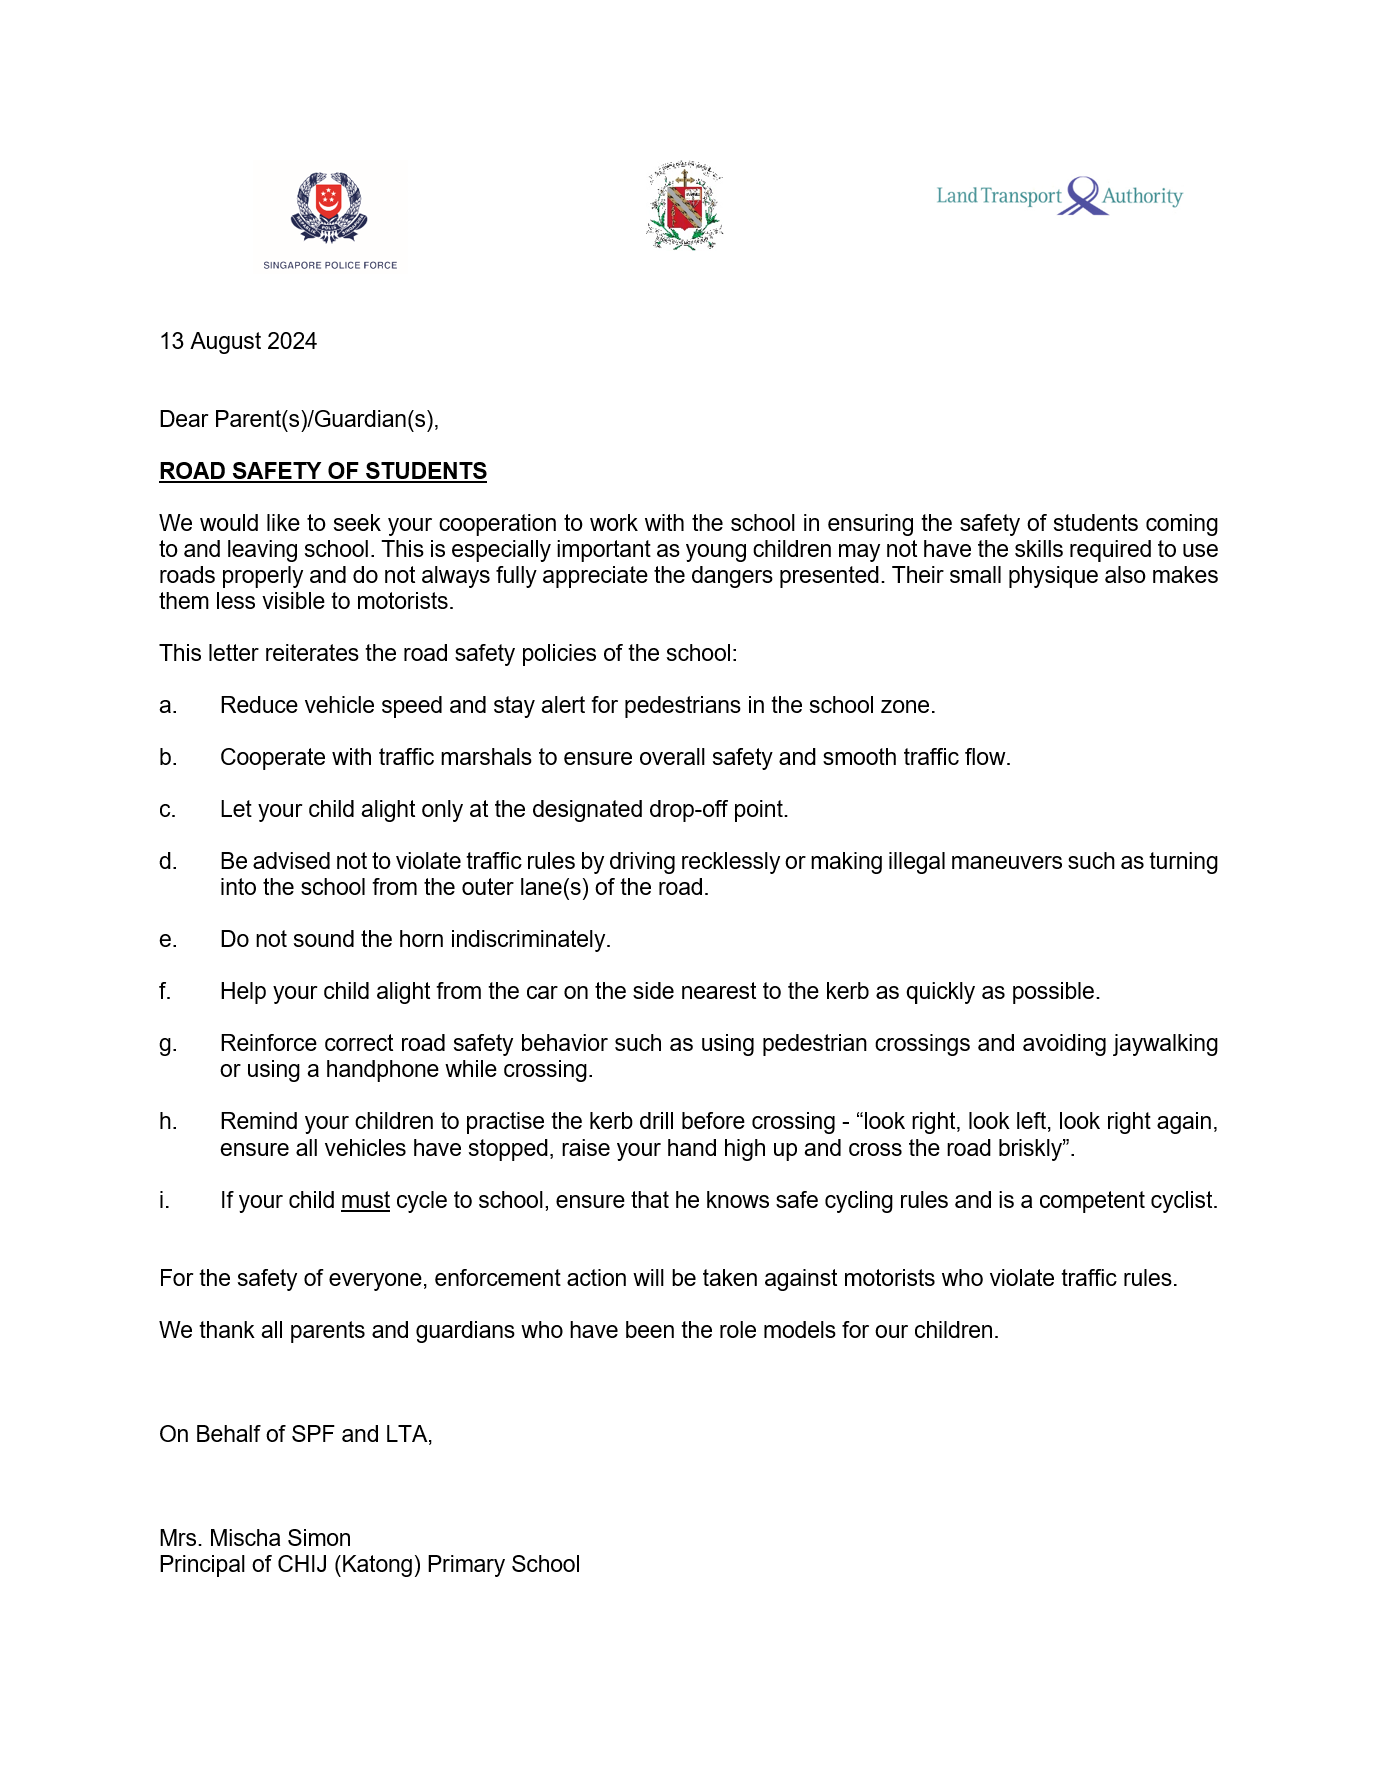 SINGAPORE POLICE FORCE
Land Transport Authority
13 August 2024
Dear Parent(s)/Guardian(s),
ROAD SAFETY OF STUDENTS
We would like to seek your cooperation to work with the school in ensuring the safety of students coming
to and leaving school. This is especially important as young children may not have the skills required to use
roads properly and do not always fully appreciate the dangers presented. Their small physique also makes
them less visible to motorists.
This letter reiterates the road safety policies of the school:
a. Reduce vehicle speed and stay alert for pedestrians in the school zone.
b. Cooperate with traffic marshals to ensure overall safety and smooth traffic flow.
c. Let your child alight only at the designated drop-off point.
d. Be advised not to violate traffic rules by driving recklessly or making illegal maneuvers such as turning
into the school from the outer lane(s) of the road.
e. Do not sound the horn indiscriminately.
f. Help your child alight from the car on the side nearest to the kerb as quickly as possible.
g. Reinforce correct road safety behavior such as using pedestrian crossings and avoiding jaywalking
or using a handphone while crossing.
h. Remind your children to practise the kerb drill before crossing - “look right, look left, look right again,
ensure all vehicles have stopped, raise your hand high up and cross the road briskly”.
i. If your child must cycle to school, ensure that he knows safe cycling rules and is a competent cyclist.
For the safety of everyone, enforcement action will be taken against motorists who violate traffic rules.
We thank all parents and guardians who have been the role models for our children.
On Behalf of SPF and LTA,
Mrs. Mischa Simon
Principal of CHIJ (Katong) Primary School